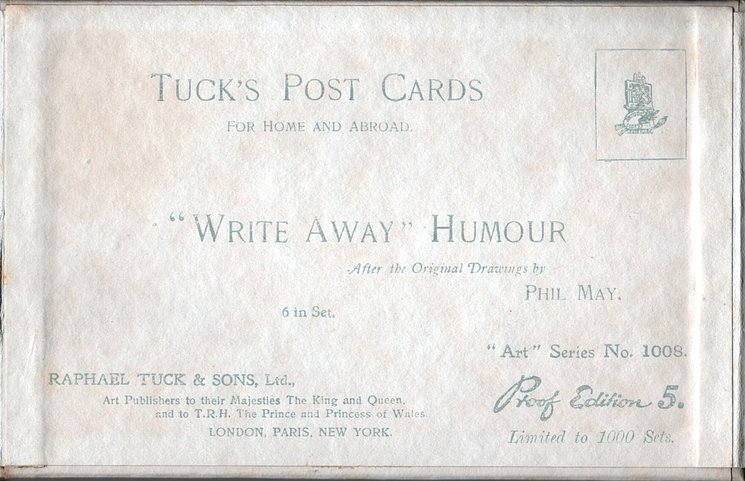 TUCK'S POST CARDS
FOR HOME AND ABROAD.
"WRITE AWAY" HUMOUR
After the Original Drawings by
PHIL MAY.
6 in Set.
"Art" Series No. 1008.
RAPHAEL TUCK & SONS, Ltd.,
Art Publishers to their Majesties The King and Queen,
and to T.R.H. The Prince and Princess of Wales.
LONDON, PARIS, NEW YORK.
Proof Edition 5.
Limited to 1000 Sets.